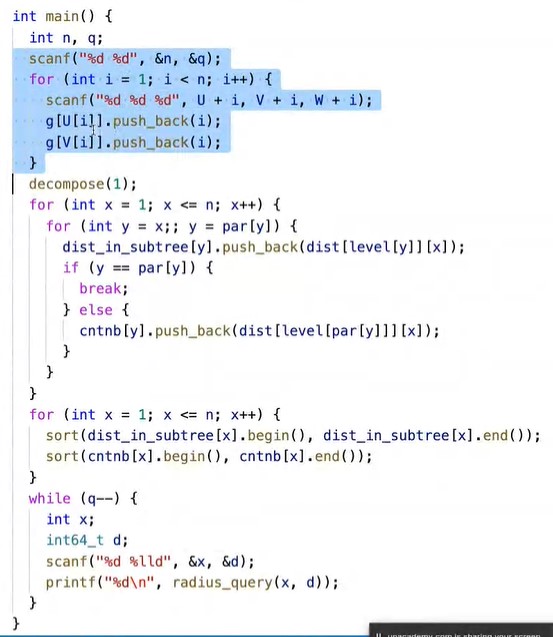 int main() {
  int n, q;
  scanf("%d %d", &n, &q);
  for (int i = 1; i < n; i++) {
    scanf("%d %d %d", U + i, V + i, W + i);
    g[U[i]].push_back(i);
    g[V[i]].push_back(i);
  }
  decompose(1);
  for (int x = 1; x <= n; x++) {
    for (int y = x;; y = par[y]) {
      dist_in_subtree[y].push_back(dist[level[y]][x]);
      if (y == par[y]) {
        break;
      } else {
        cntnb[y].push_back(dist[level[par[y]]][x]);
      }
    }
  }
  for (int x = 1; x <= n; x++) {
    sort(dist_in_subtree[x].begin(), dist_in_subtree[x].end());
    sort(cntnb[x].begin(), cntnb[x].end());
  }
  while (q--) {
    int x;
    int64_t d;
    scanf("%d %lld", &x, &d);
    printf("%d\n", radius_query(x, d));
  }
}
unacademy.com is sharing your screen